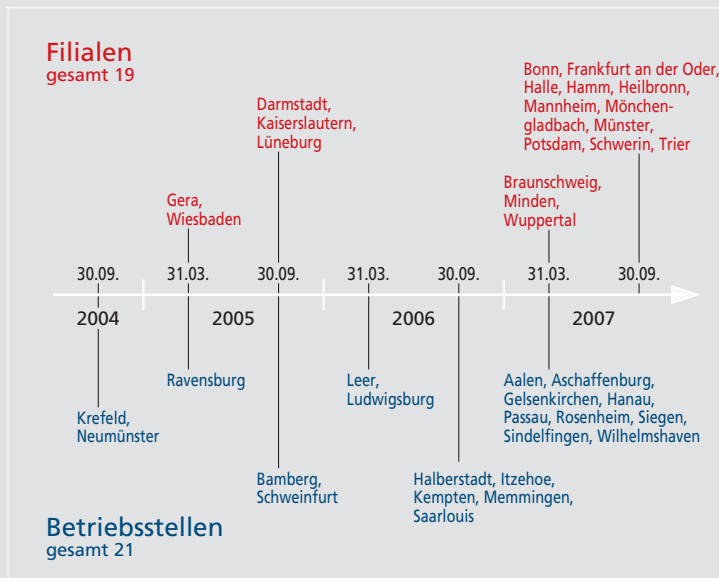 Filialen
gesamt 19
Bonn, Frankfurt an der Oder,
Halle, Hamm, Heilbronn,
Mannheim, Mönchen-
gladbach, Münster,
Potsdam, Schwerin, Trier
Darmstadt,
Kaiserslautern,
Lüneburg
Braunschweig,
Minden,
Wuppertal
Gera,
Wiesbaden
30.09. 31.03. 30.09. 31.03. 30.09. 31.03. 30.09.
2004 2005 2006 2007
Ravensburg
Leer,
Ludwigsburg
Aalen, Aschaffenburg,
Gelsenkirchen, Hanau,
Passau, Rosenheim, Siegen,
Sindelfingen, Wilhelmshaven
Krefeld,
Neumünster
Bamberg,
Schweinfurt
Halberstadt, Itzehoe,
Kempten, Memmingen,
Saarlouis
Betriebsstellen
gesamt 21